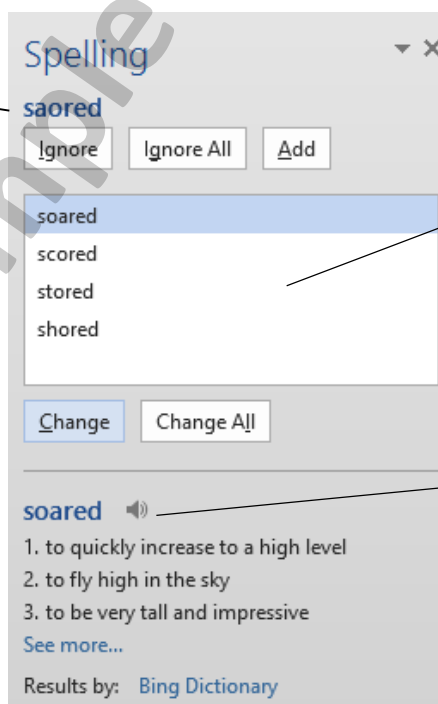 Spelling
saored
Ignore Ignore All Add
soared
scored
stored
shored
Change Change All
soared
1. to quickly increase to a high level
2. to fly high in the sky
3. to be very tall and impressive
See more...
Results by: Bing Dictionary